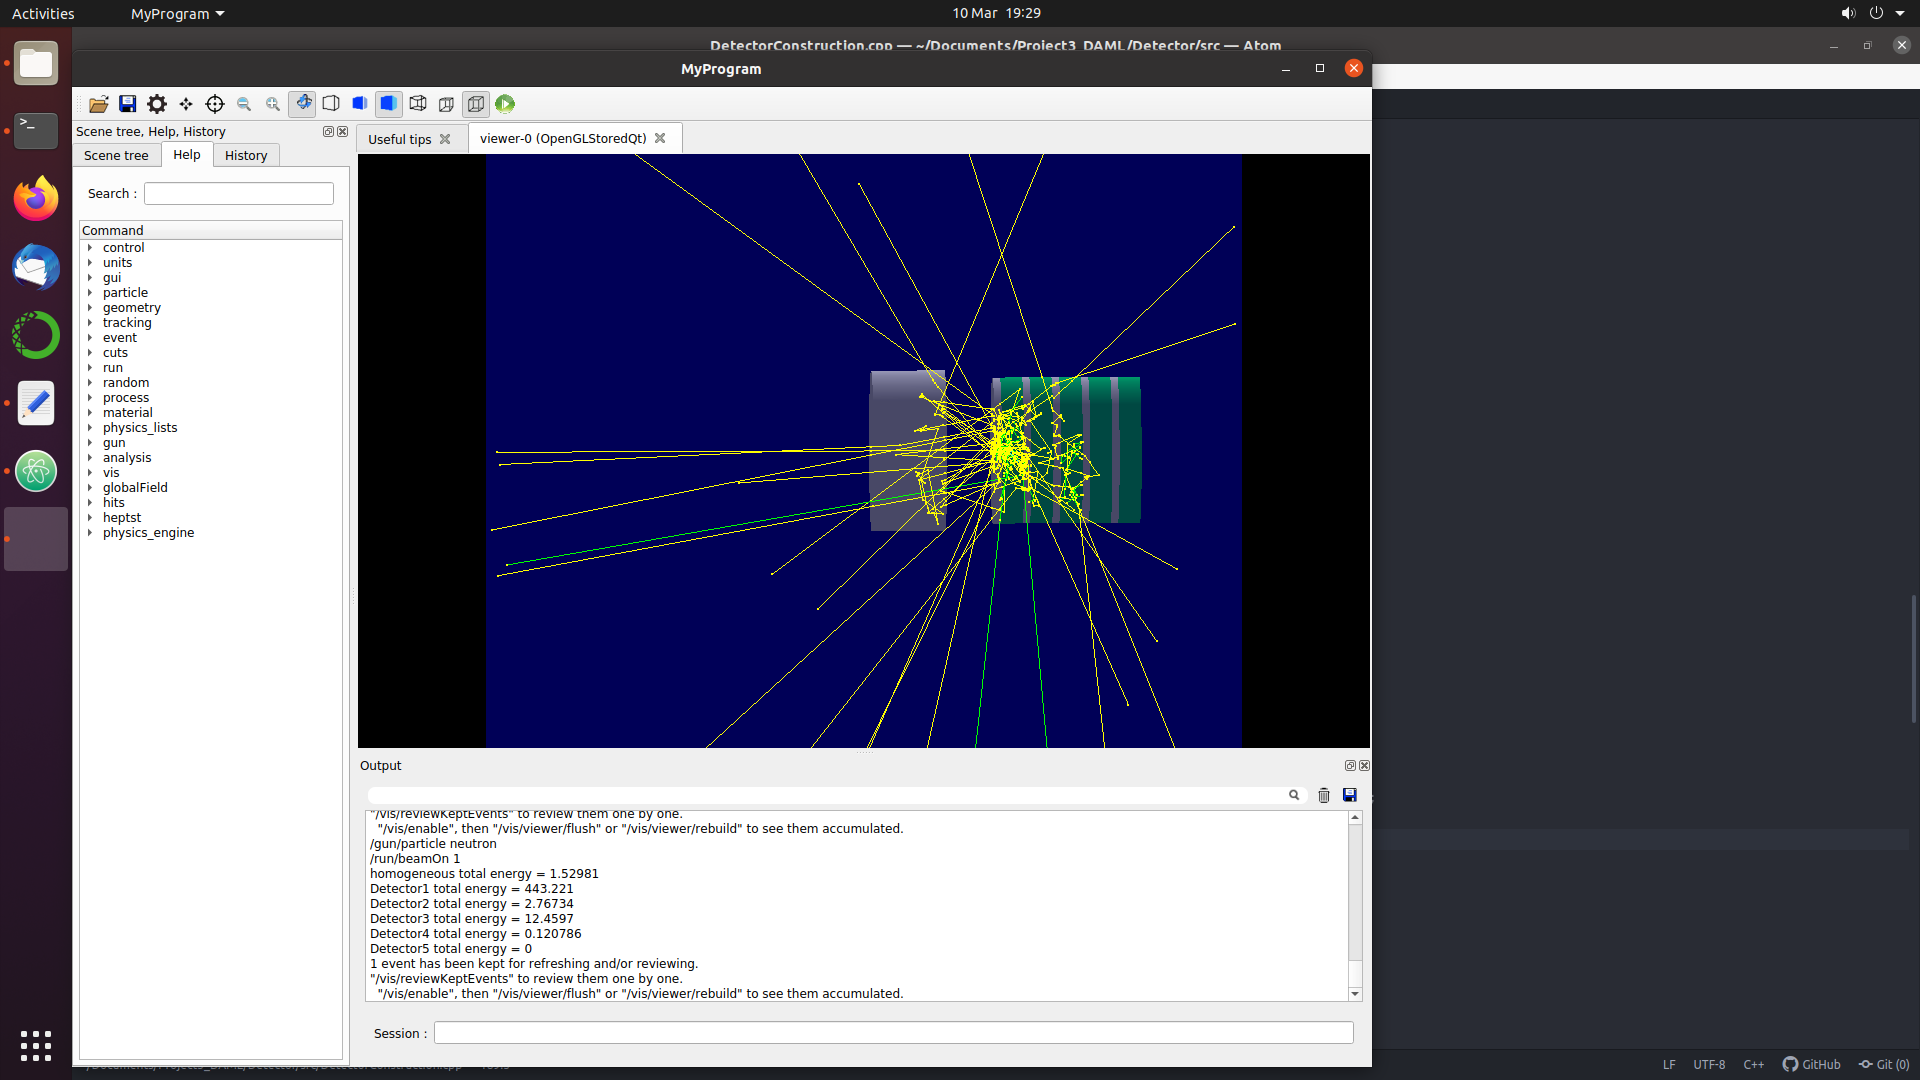 Activities
MyProgram
10 Mar 19:29
DetectorConstruction.cpp — ~/Documents/Project3_DAML/Detector/src — Atom
MyProgram
Scene tree, Help, History
Useful tips
viewer-0 (OpenGLStoredQt)
Scene tree
Help
History
Search :
Command
control
units
gui
particle
geometry
tracking
event
cuts
run
random
process
material
physics_lists
gun
analysis
vis
globalField
hits
heptst
physics_engine
Output
"/vis/reviewKeptEvents" to review them one by one.
"/vis/enable", then "/vis/viewer/flush" or "/vis/viewer/rebuild" to see them accumulated.
/gun/particle neutron
/run/beamOn 1
homogeneous total energy = 1.52981
Detector1 total energy = 443.221
Detector2 total energy = 2.76734
Detector3 total energy = 12.4597
Detector4 total energy = 0.120786
Detector5 total energy = 0
1 event has been kept for refreshing and/or reviewing.
"/vis/reviewKeptEvents" to review them one by one.
"/vis/enable", then "/vis/viewer/flush" or "/vis/viewer/rebuild" to see them accumulated.
Session :
LF UTF-8 C++ GitHub Git (0)